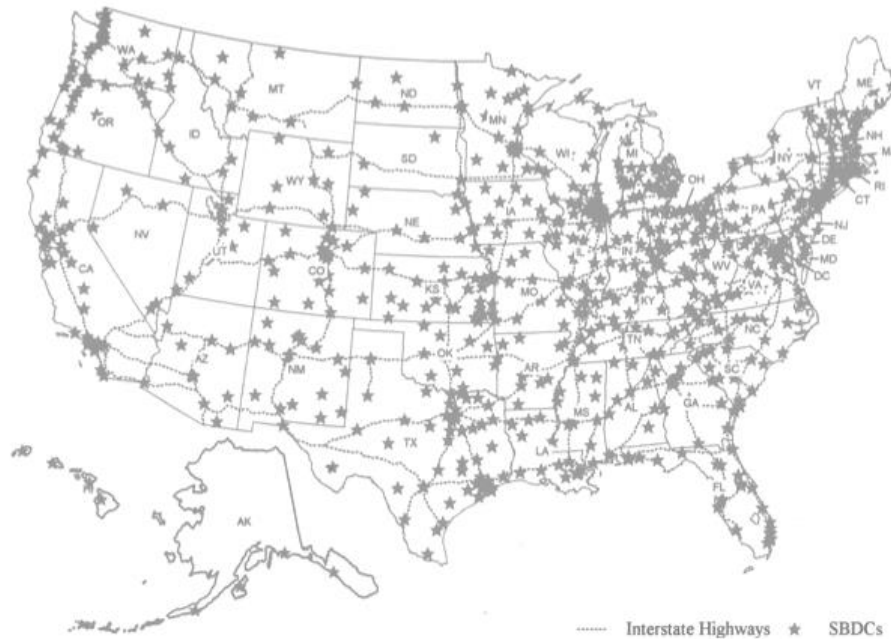 VT
ME
WA
MT
ND
MN
NH
M
OR
ID
WI
MI
NY
SD
RI
WY
OH
CT
IA
PA
NE
NJ
NV
DE
UT
IL
IN
MD
CO
WV
DC
CA
KS
MO
VA
KY
NC
TN
OK
AZ
AR
NM
SC
GA
MS
AL
TX
LA
FL
HI
AK
Interstate Highways SBDCs